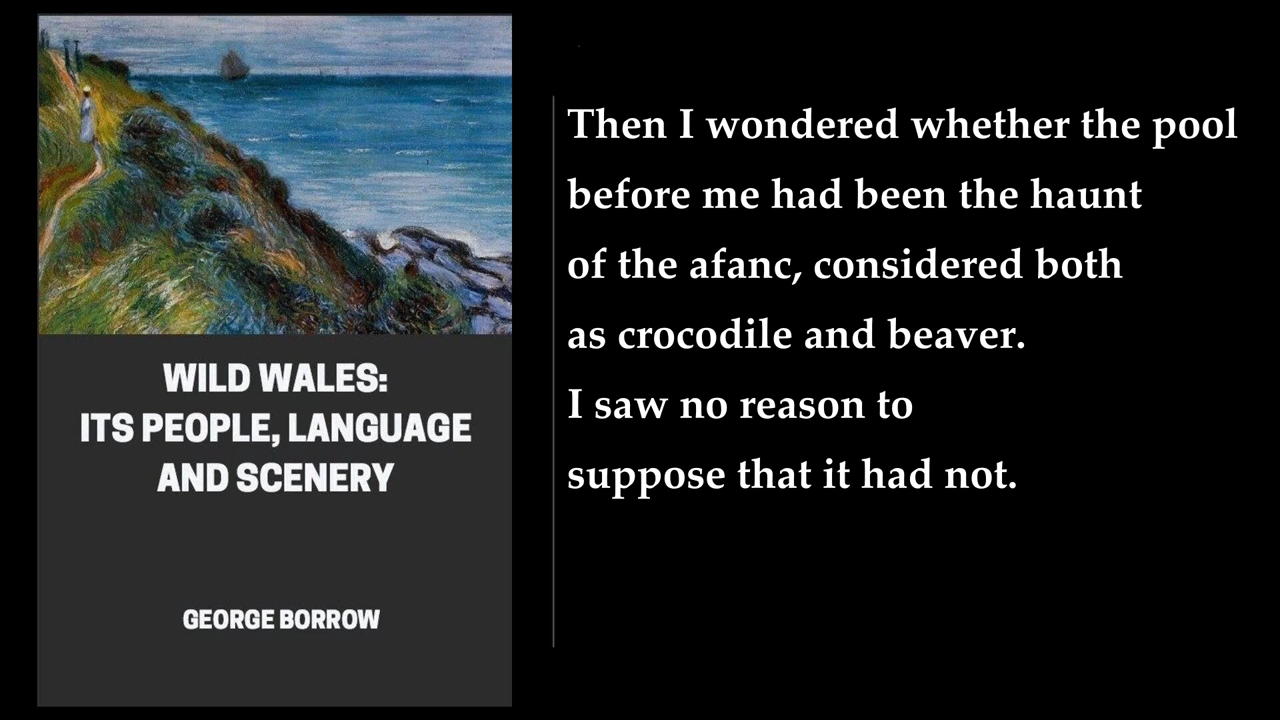 WILD WALES:
ITS PEOPLE, LANGUAGE
AND SCENERY
GEORGE BORROW
Then I wondered whether the pool
before me had been the haunt
of the afanc, considered both
as crocodile and beaver.
I saw no reason to
suppose that it had not.